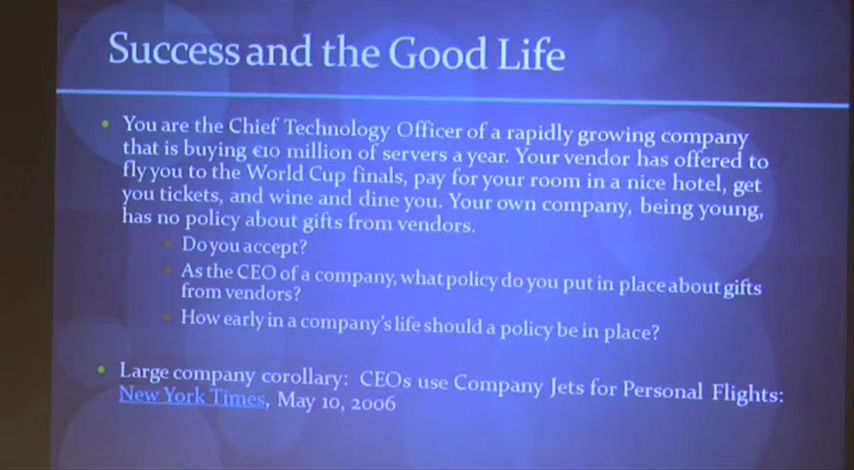 Success and the Good Life
• You are the Chief Technology Officer of a rapidly growing company
that is buying €10 million of servers a year. Your vendor has offered to
fly you to the World Cup finals, pay for your room in a nice hotel, get
you tickets, and wine and dine you. Your own company, being young,
has no policy about gifts from vendors.
• Do you accept?
• As the CEO of a company, what policy do you put in place about gifts
from vendors?
• How early in a company's life should a policy be in place?
• Large company corollary: CEOs use Company Jets for Personal Flights:
New York Times, May 10, 2006